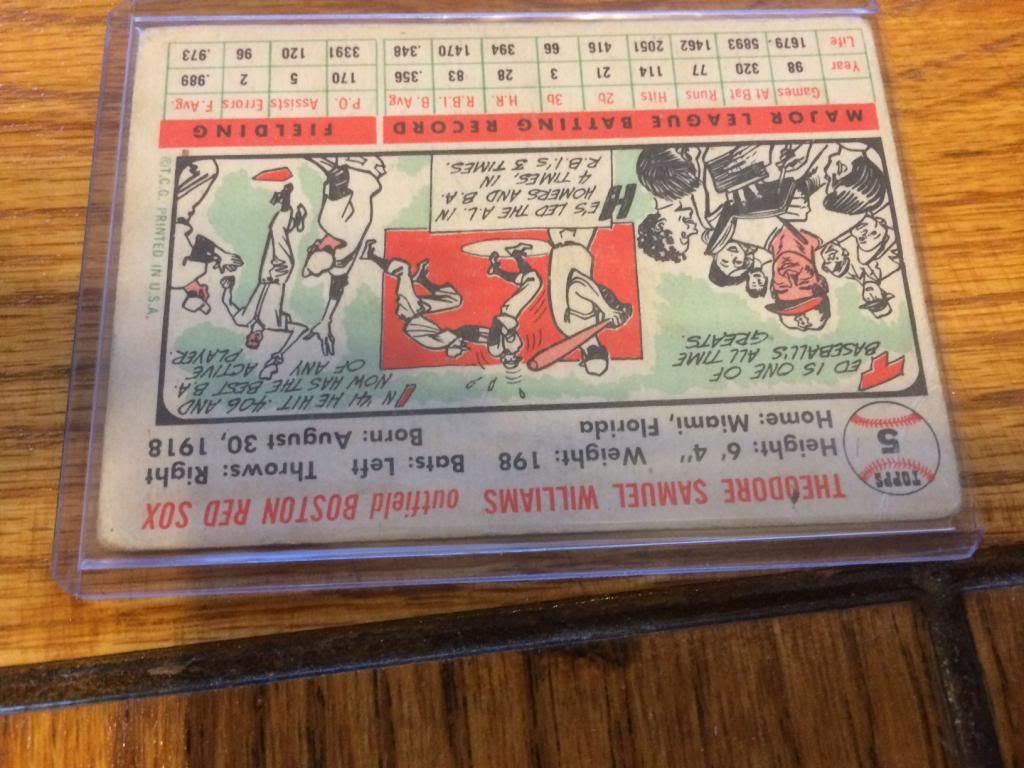 TOPPS
5
THEODORE SAMUEL WILLIAMS outfield BOSTON RED SOX
Height: 6' 4" Weight: 198 Bats: Left Throws: Right
Home: Miami, Florida Born: August 30, 1918
TED IS ONE OF
BASEBALL'S ALL TIME
GREATS.
HE'S LED THE A.L. IN
HOMERS AND B.A.
4 TIMES, IN
R.B.I.'S 3 TIMES.
IN '41 HE HIT .406 AND
NOW HAS THE BEST B.A.
OF ANY ACTIVE
PLAYER.
©T.C.G. PRINTED IN U.S.A.
MAJOR LEAGUE BATTING RECORD FIELDING
Games At Bat Runs Hits 2b 3b H.R. R.B.I. B. Avg. P.O. Assists Errors F. Avg.
Year 98 320 77 114 21 3 28 83 .356 170 5 2 .989
Life 1679 5893 1462 2051 416 66 394 1470 .348 3391 120 96 .973